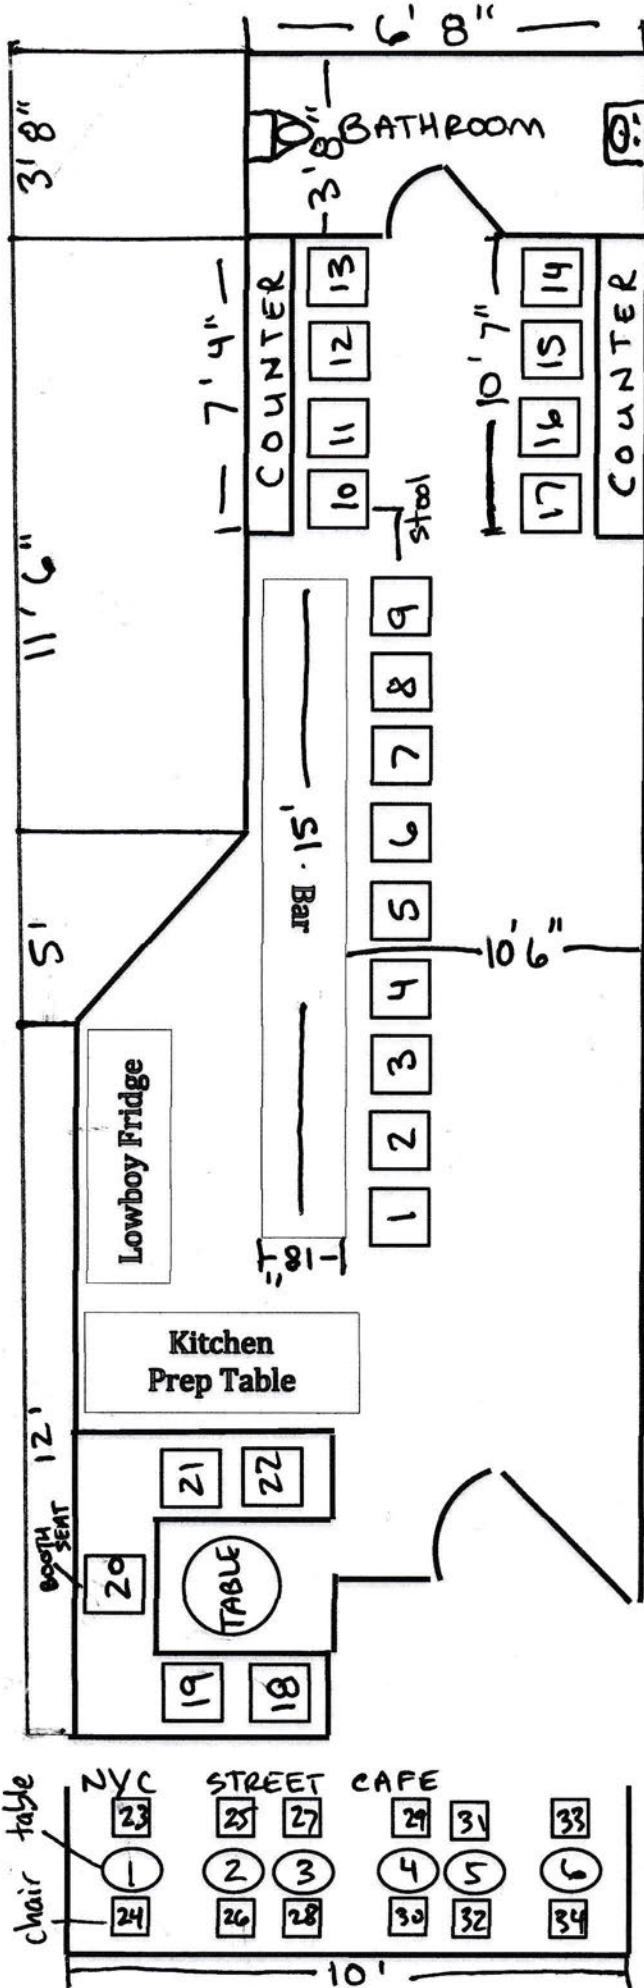 6' 8"
3'8"
3'8"
BATHROOM
7' 4"
COUNTER
13
12
11
10
stool
10' 7"
14
15
16
17
COUNTER
11' 6"
5'
Bar . 15'
9
8
7
6
5
4
3
2
1
10'6"
18"
Lowboy Fridge
Kitchen
Prep Table
12'
BOOTH
SEAT
20
21
22
TABLE
19
18
NYC STREET CAFE
table
chair
23 25 27 29 31 33
1 2 3 4 5 6
24 26 28 30 32 34
10'